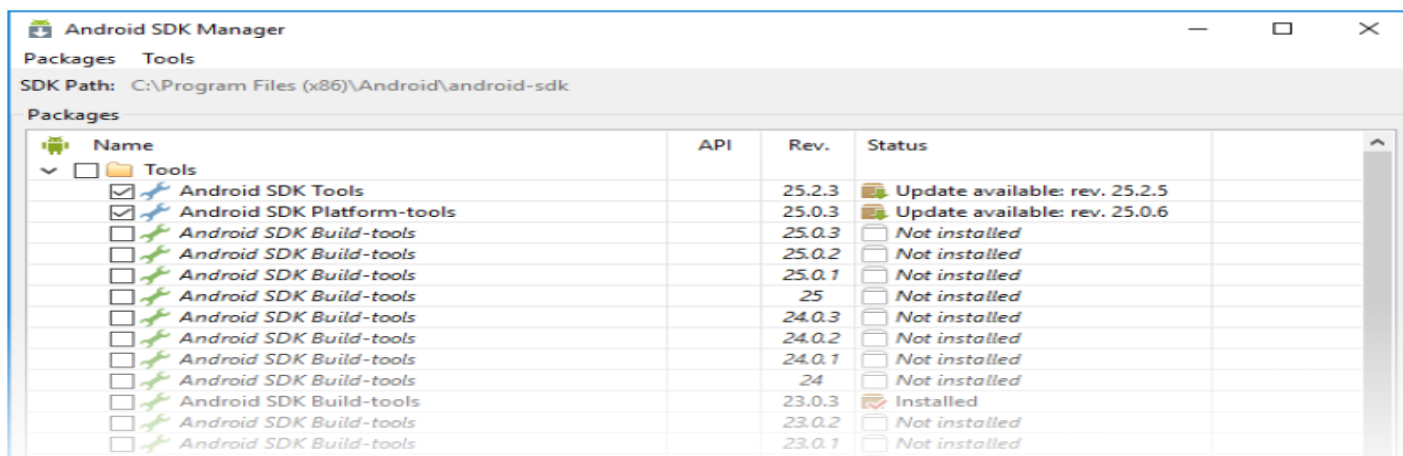 Android SDK Manager
Packages Tools
SDK Path: C:\Program Files (x86)\Android\android-sdk
Packages
Name API Rev. Status
Tools
Android SDK Tools 25.2.3 Update available: rev. 25.2.5
Android SDK Platform-tools 25.0.3 Update available: rev. 25.0.6
Android SDK Build-tools 25.0.3 Not installed
Android SDK Build-tools 25.0.2 Not installed
Android SDK Build-tools 25.0.1 Not installed
Android SDK Build-tools 25 Not installed
Android SDK Build-tools 24.0.3 Not installed
Android SDK Build-tools 24.0.2 Not installed
Android SDK Build-tools 24.0.1 Not installed
Android SDK Build-tools 24 Not installed
Android SDK Build-tools 23.0.3 Installed
Android SDK Build-tools 23.0.2 Not installed
Android SDK Build-tools 23.0.1 Not installed